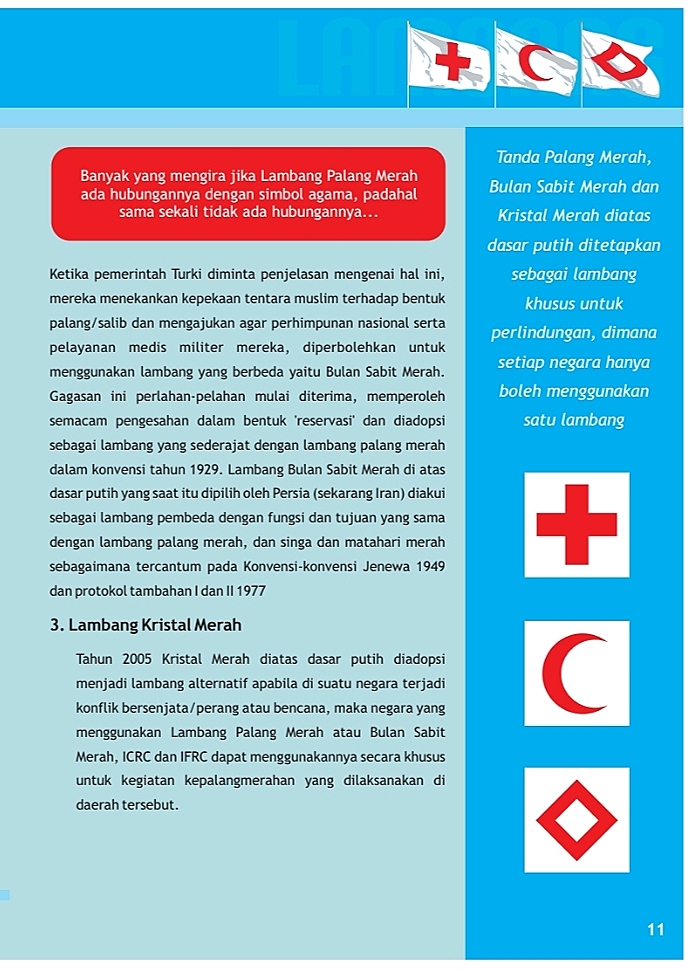 LAMBANG
Banyak yang mengira jika Lambang Palang Merah
ada hubungannya dengan simbol agama, padahal
sama sekali tidak ada hubungannya...
Ketika pemerintah Turki diminta penjelasan mengenai hal ini,
mereka menekankan kepekaan tentara muslim terhadap bentuk
palang/salib dan mengajukan agar perhimpunan nasional serta
pelayanan medis militer mereka, diperbolehkan untuk
menggunakan lambang yang berbeda yaitu Bulan Sabit Merah.
Gagasan ini perlahan-pelahan mulai diterima, memperoleh
semacam pengesahan dalam bentuk 'reservasi' dan diadopsi
sebagai lambang yang sederajat dengan lambang palang merah
dalam konvensi tahun 1929. Lambang Bulan Sabit Merah di atas
dasar putih yang saat itu dipilih oleh Persia (sekarang Iran) diakui
sebagai lambang pembeda dengan fungsi dan tujuan yang sama
dengan lambang palang merah, dan singa dan matahari merah
sebagaimana tercantum pada Konvensi-konvensi Jenewa 1949
dan protokol tambahan I dan II 1977
3. Lambang Kristal Merah
Tahun 2005 Kristal Merah diatas dasar putih diadopsi
menjadi lambang alternatif apabila di suatu negara terjadi
konflik bersenjata/perang atau bencana, maka negara yang
menggunakan Lambang Palang Merah atau Bulan Sabit
Merah, ICRC dan IFRC dapat menggunakannya secara khusus
untuk kegiatan kepalangmerahan yang dilaksanakan di
daerah tersebut.
Tanda Palang Merah,
Bulan Sabit Merah dan
Kristal Merah diatas
dasar putih ditetapkan
sebagai lambang
khusus untuk
perlindungan, dimana
setiap negara hanya
boleh menggunakan
satu lambang
11